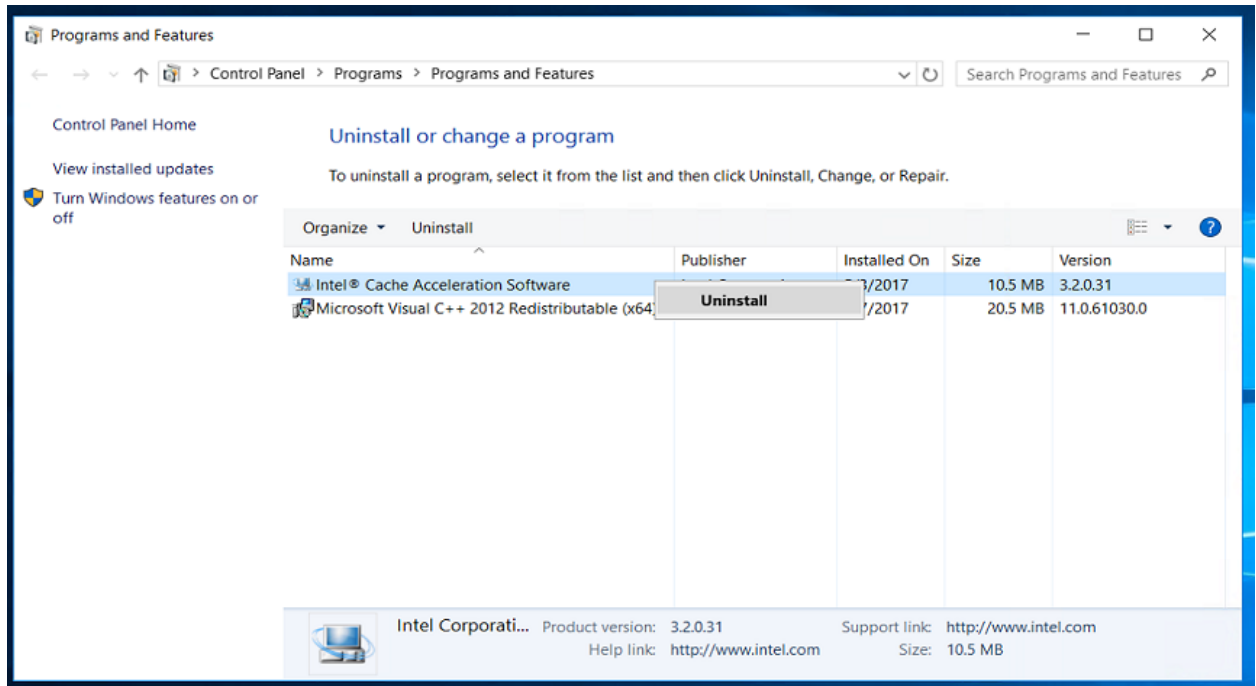 Programs and Features
Control Panel > Programs > Programs and Features
Search Programs and Features
Control Panel Home
View installed updates
Turn Windows features on or
off
Uninstall or change a program
To uninstall a program, select it from the list and then click Uninstall, Change, or Repair.
Organize Uninstall
Name Publisher Installed On Size Version
Intel® Cache Acceleration Software /2017 10.5 MB 3.2.0.31
Uninstall
Microsoft Visual C++ 2012 Redistributable (x64) /2017 20.5 MB 11.0.61030.0
Intel Corporati... Product version: 3.2.0.31 Support link: http://www.intel.com
Help link: http://www.intel.com Size: 10.5 MB